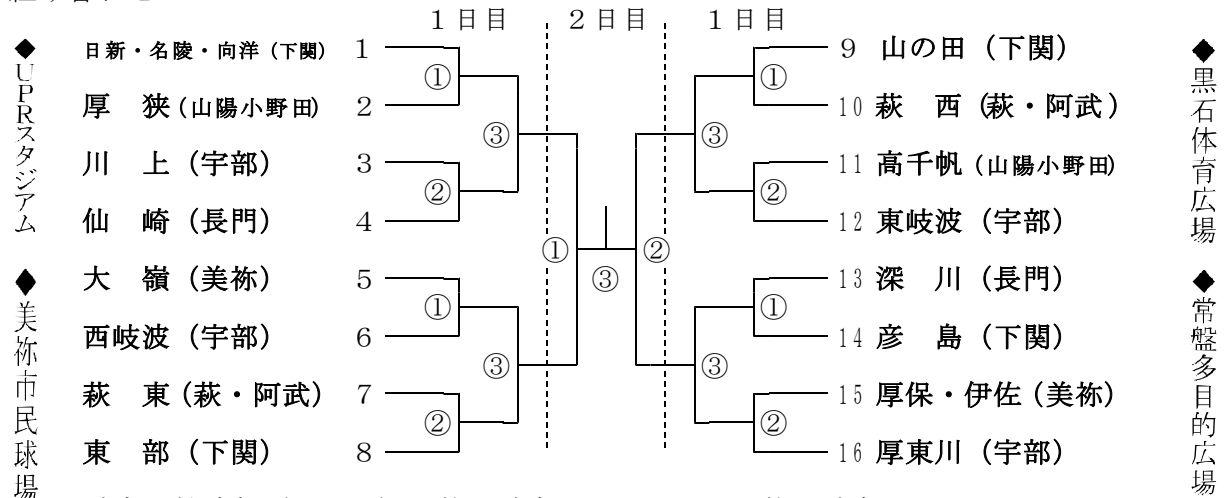 1日目 2日目 1日目
◆UPRスタジアム
◆美祢市民球場
日新・名陵・向洋(下関) 1
厚 狭(山陽小野田) 2
川 上(宇部) 3
仙 崎(長門) 4
大 嶺(美祢) 5
西岐波(宇部) 6
萩 東(萩・阿武) 7
東 部(下関) 8
①
②
③
①
②
③
①
③
②
①
②
③
①
②
③
9 山の田(下関)
10 萩 西(萩・阿武)
11 高千帆(山陽小野田)
12 東岐波(宇部)
13 深 川(長門)
14 彦 島(下関)
15 厚保・伊佐(美祢)
16 厚東川(宇部)
◆黒石体育広場
◆常盤多目的広場